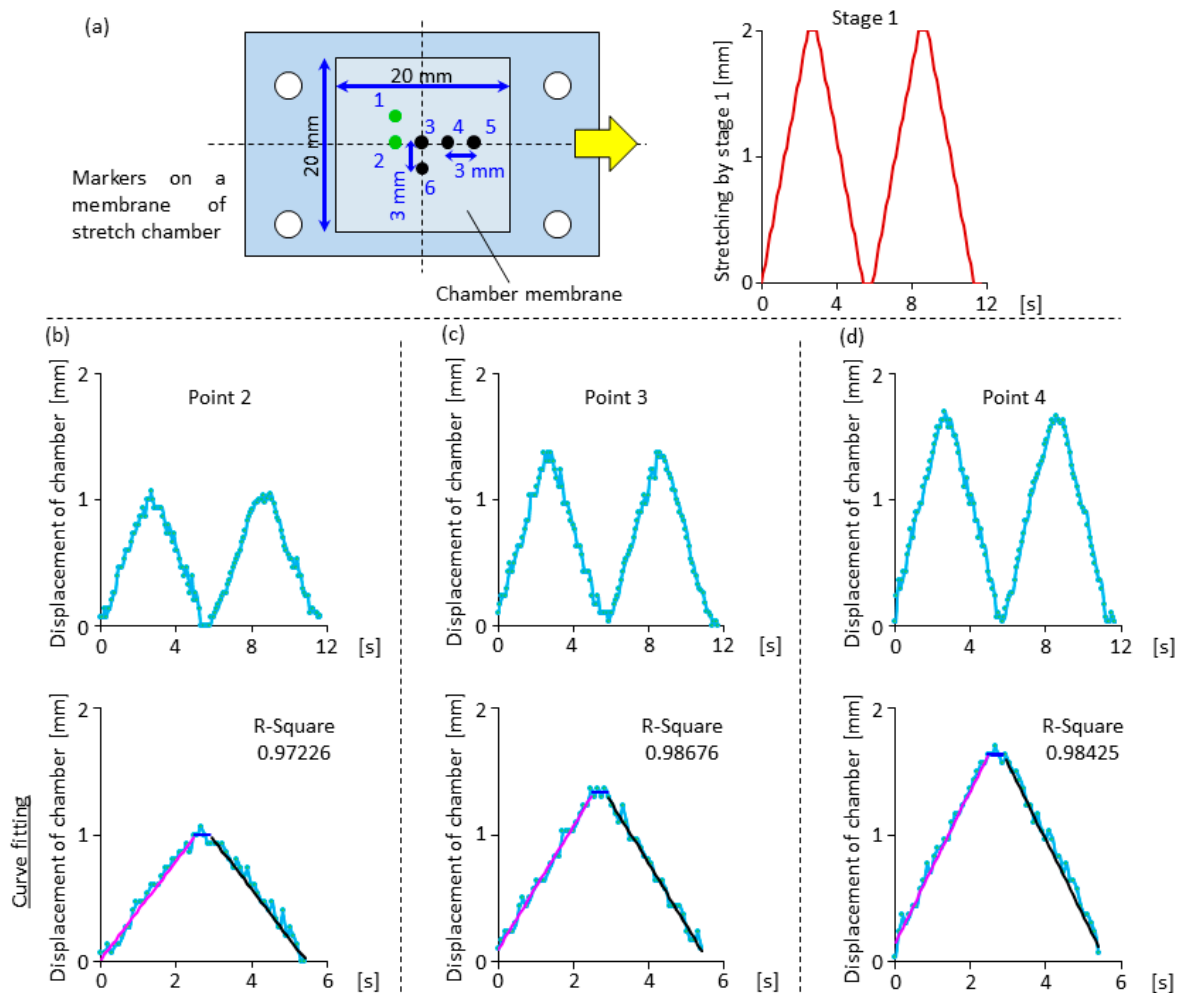 (a)
20 mm
20 mm
1
2
3
4
5
6
3 mm
3 mm
Markers on a
membrane of
stretch chamber
Chamber membrane
Stage 1
Stretching by stage 1 [mm]
2
1
0
0 4 8 12 [s]
(b)
Point 2
Displacement of chamber [mm]
2
1
0
0 4 8 12 [s]
(c)
Point 3
Displacement of chamber [mm]
2
1
0
0 4 8 12 [s]
(d)
Point 4
Displacement of chamber [mm]
2
1
0
0 4 8 12 [s]
Curve fitting
R-Square
0.97226
Displacement of chamber [mm]
2
1
0
0 2 4 6 [s]
R-Square
0.98676
Displacement of chamber [mm]
2
1
0
0 2 4 6 [s]
R-Square
0.98425
Displacement of chamber [mm]
2
1
0
0 2 4 6 [s]